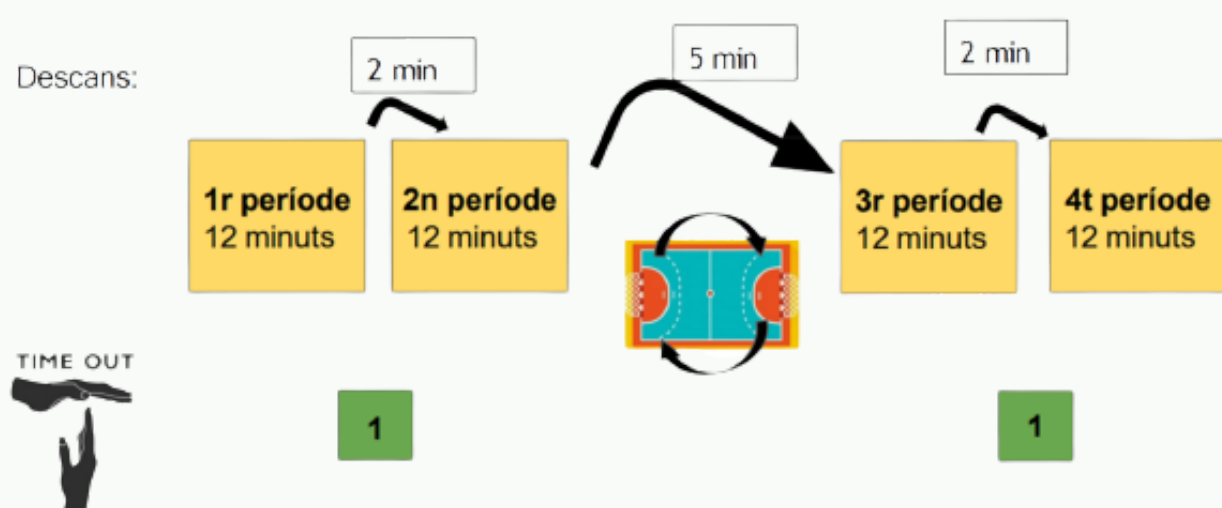 Descans:
2 min
5 min
2 min
1r període
12 minuts
2n període
12 minuts
3r període
12 minuts
4t període
12 minuts
TIME OUT
1
1